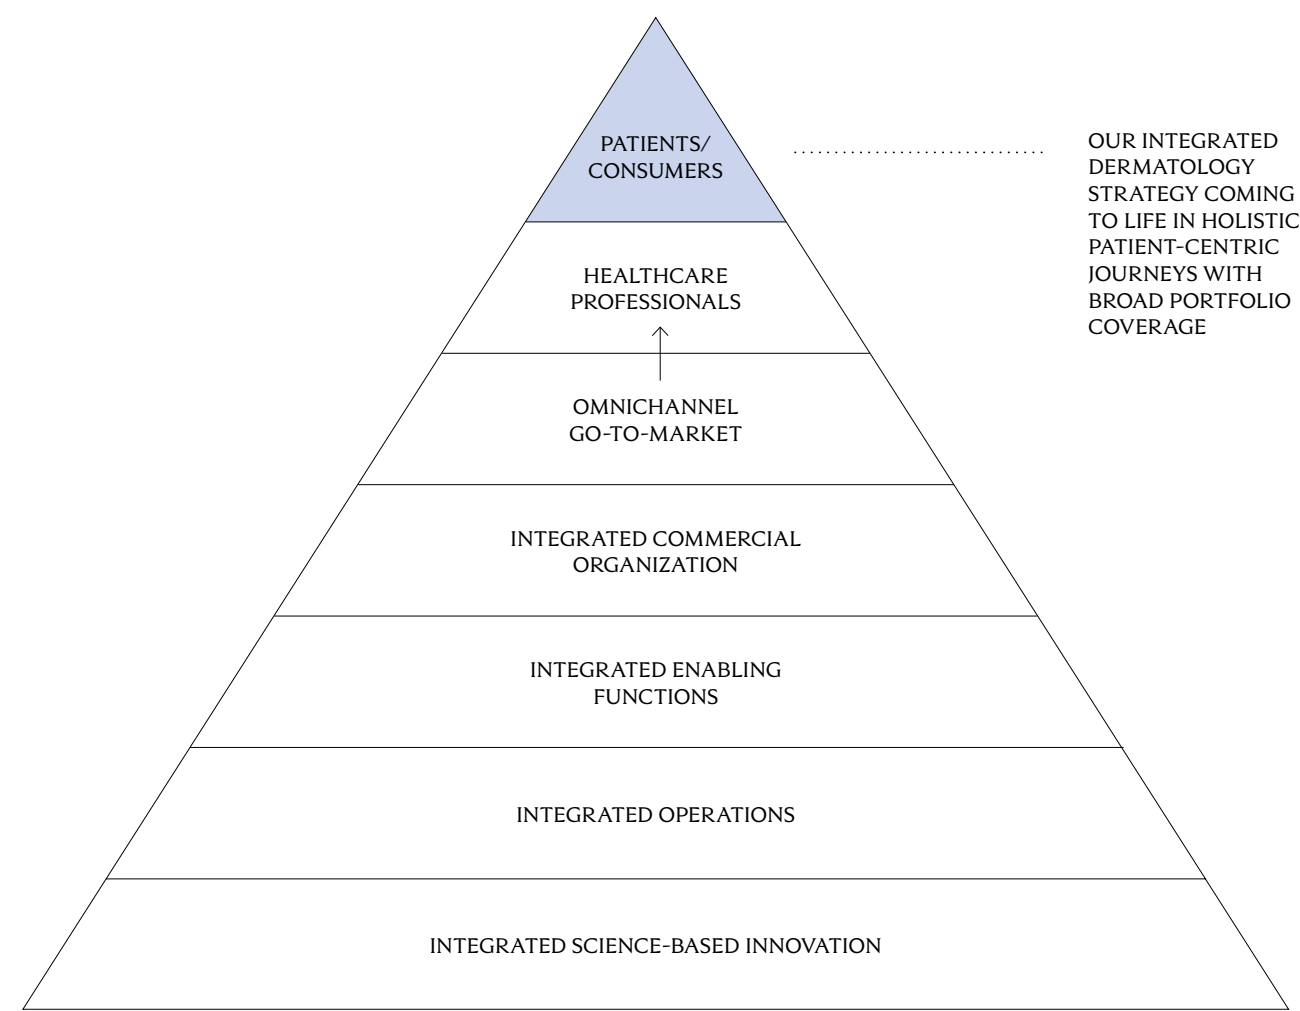 PATIENTS/
CONSUMERS
OUR INTEGRATED
DERMATOLOGY
STRATEGY COMING
TO LIFE IN HOLISTIC
PATIENT-CENTRIC
JOURNEYS WITH
BROAD PORTFOLIO
COVERAGE
HEALTHCARE
PROFESSIONALS
OMNICHANNEL
GO-TO-MARKET
INTEGRATED COMMERCIAL
ORGANIZATION
INTEGRATED ENABLING
FUNCTIONS
INTEGRATED OPERATIONS
INTEGRATED SCIENCE-BASED INNOVATION